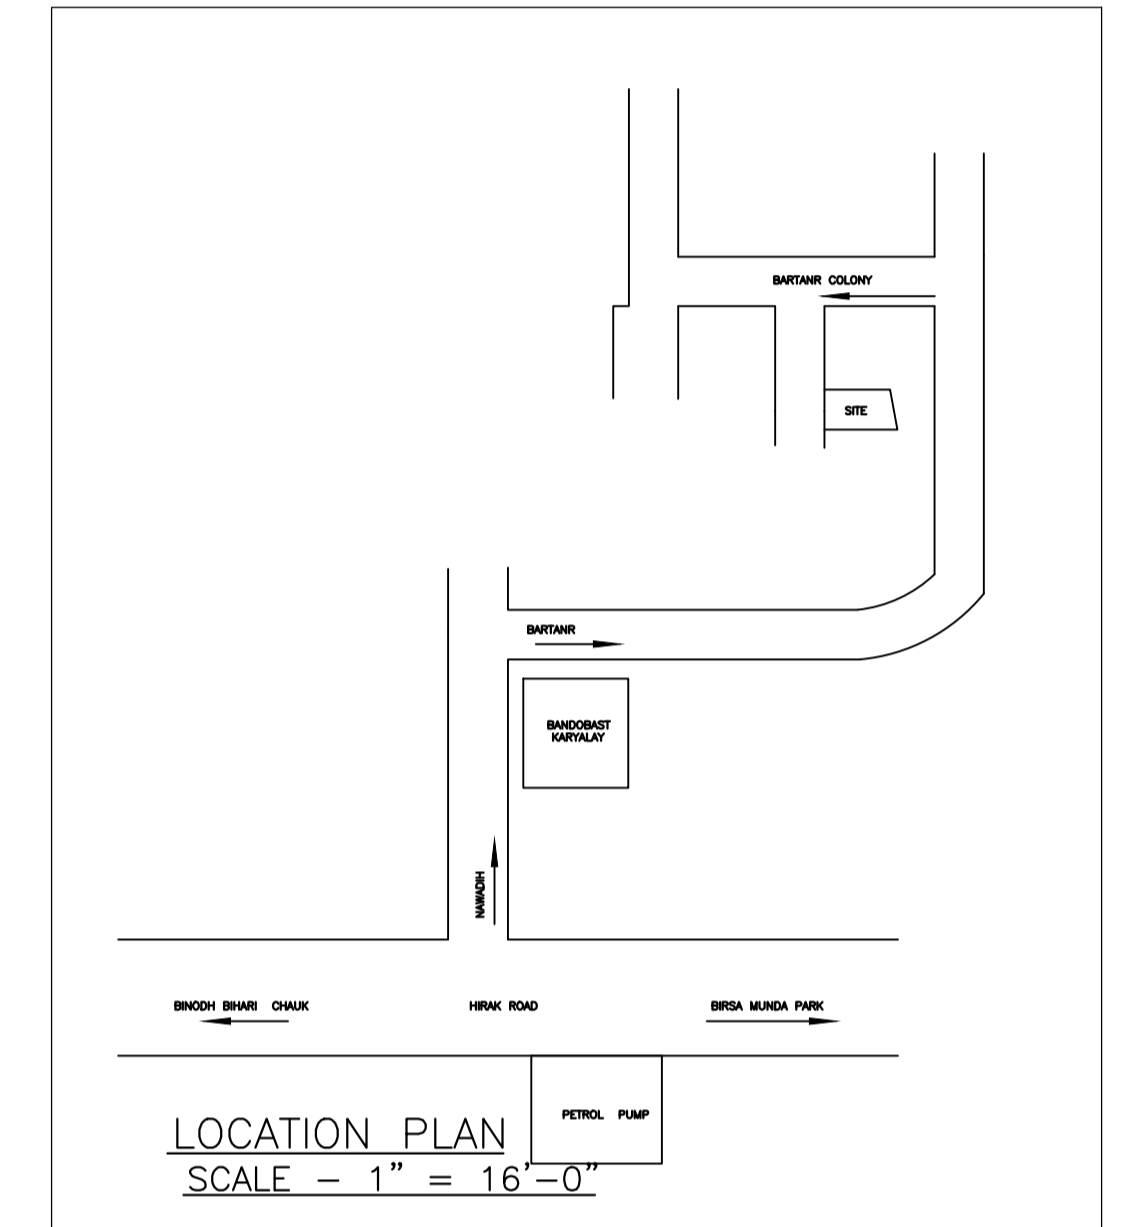 BARTANR COLONY
SITE
BARTANR
BANDOBAST
KARYALAY
NAWADIH
BINODH BIHARI CHAUK
HIRAK ROAD
BIRSA MUNDA PARK
PETROL PUMP
LOCATION PLAN
SCALE - 1" = 16'-0"